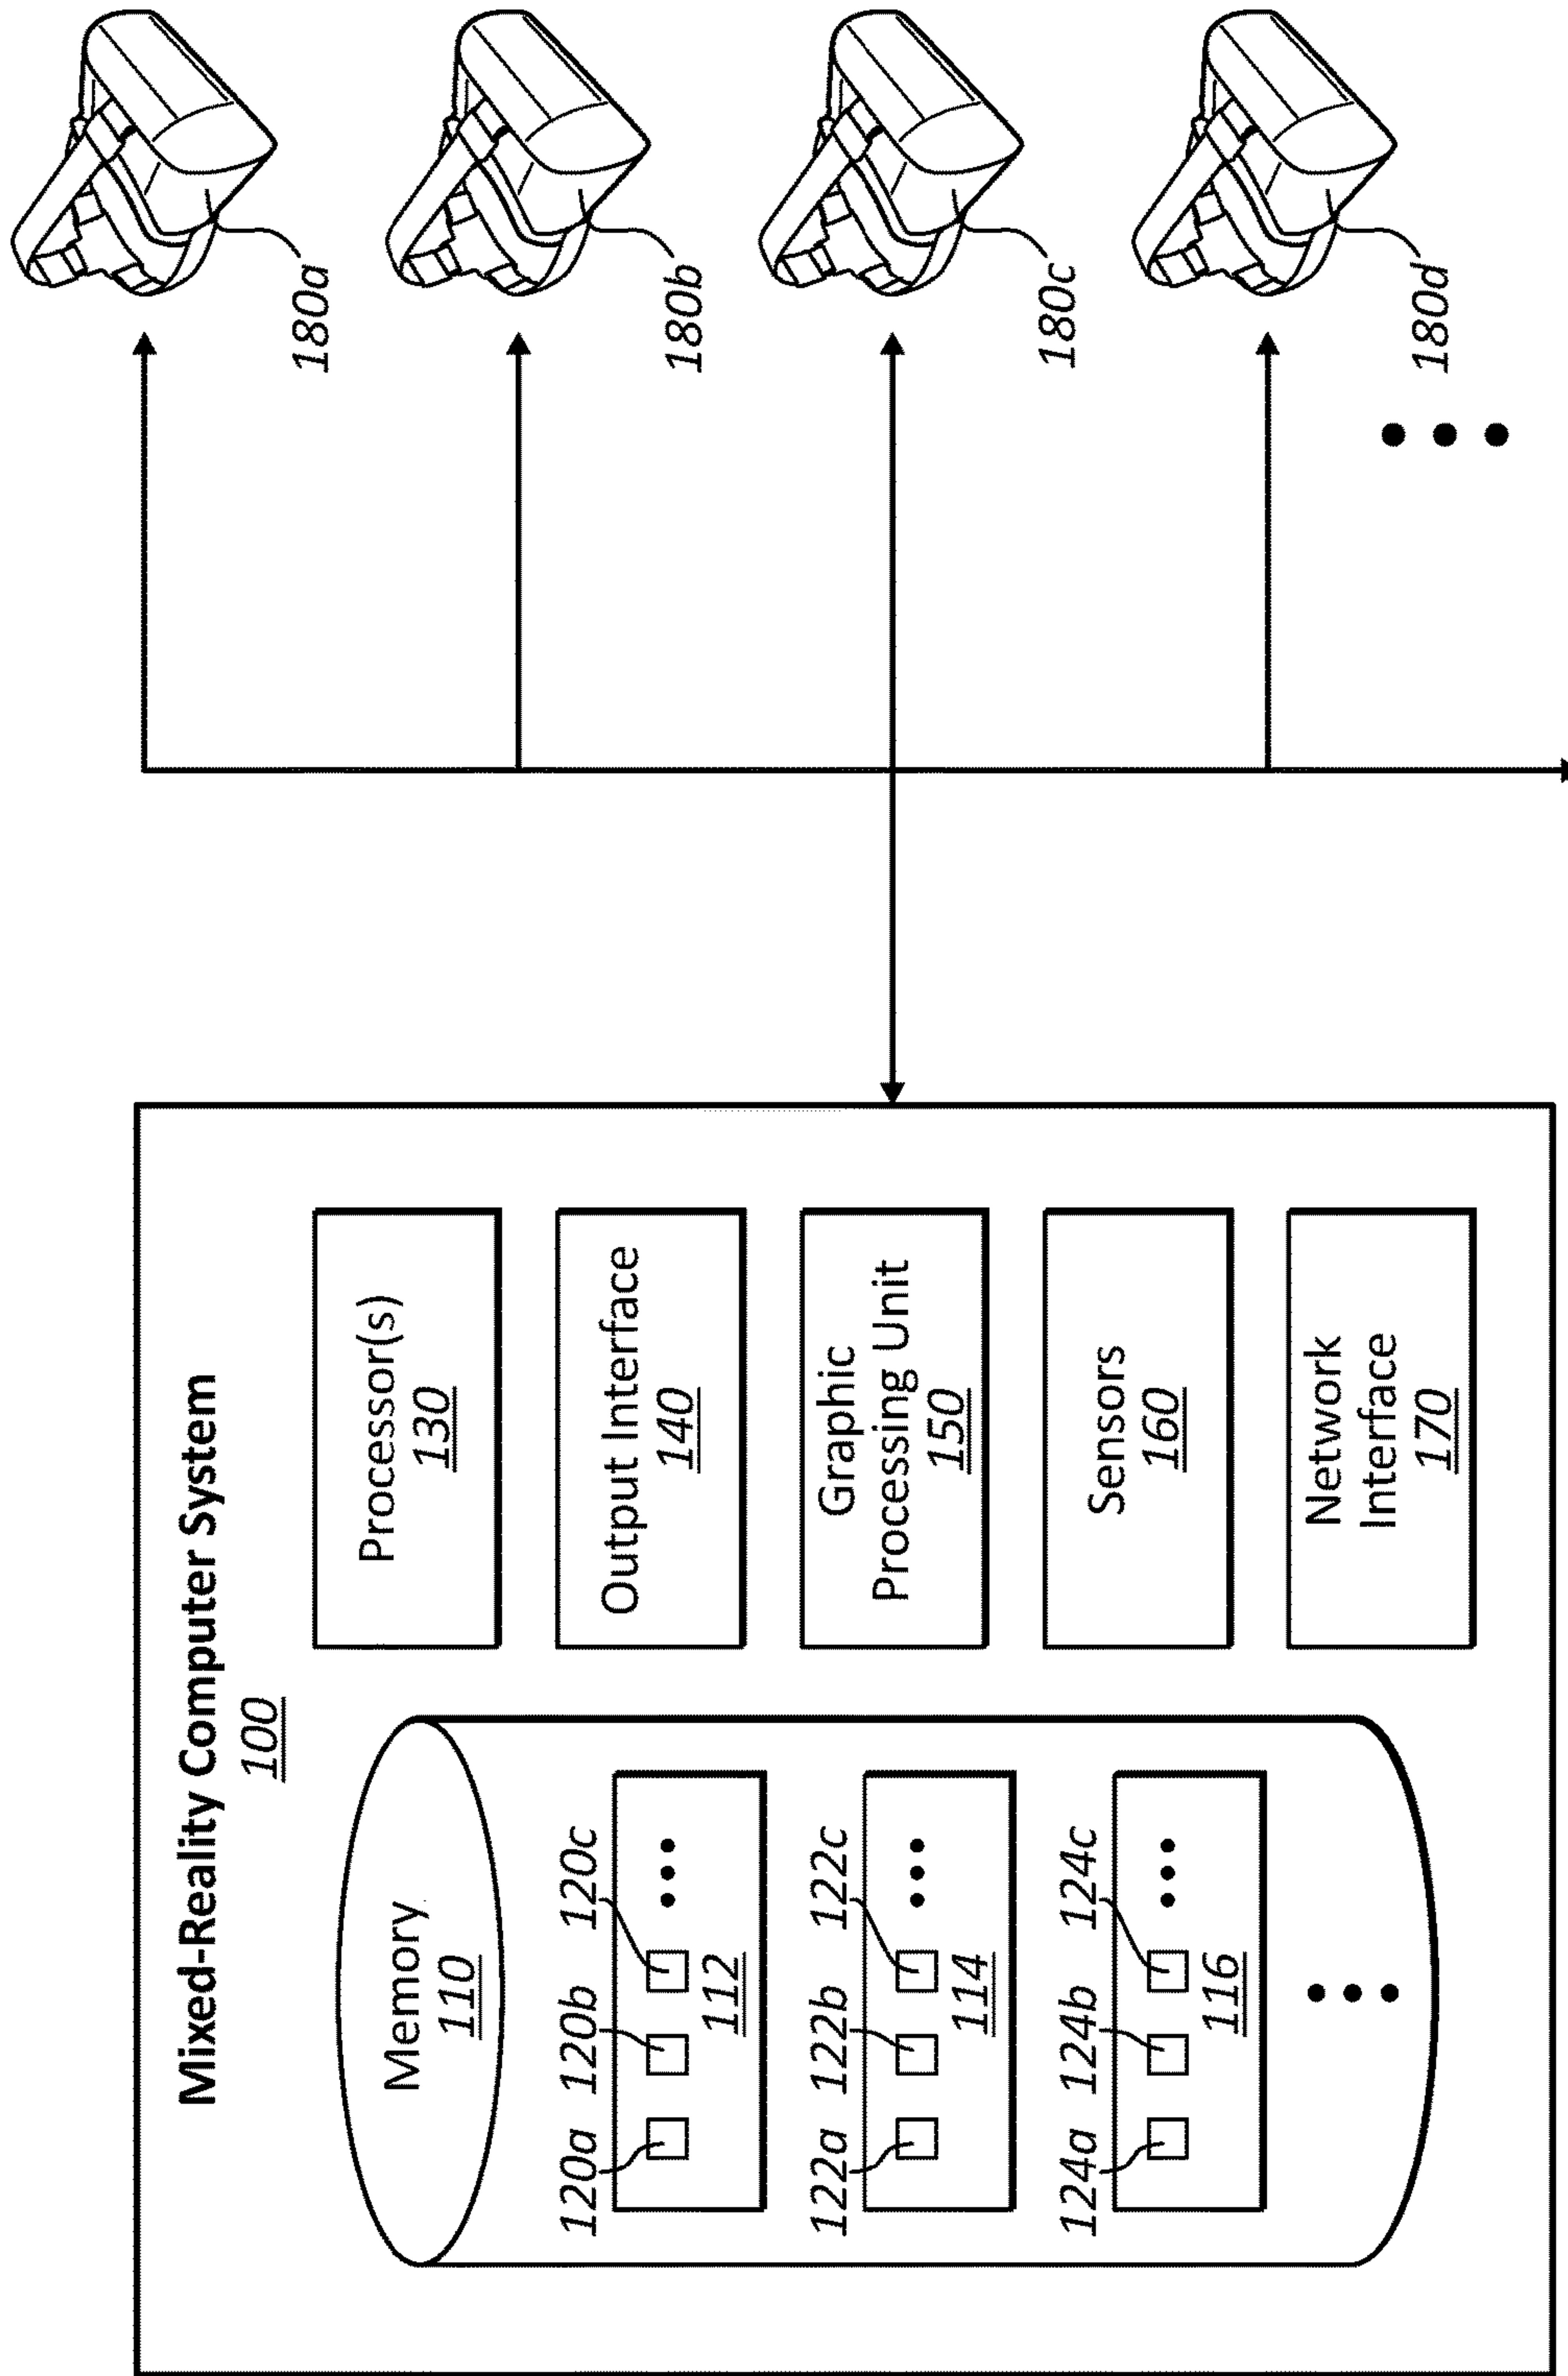 Mixed-Reality Computer System
100
Memory
110
120a 120b 120c
112
122a 122b 122c
114
124a 124b 124c
116
Processor(s)
130
Output Interface
140
Graphic
Processing Unit
150
Sensors
160
Network
Interface
170
180a
180b
180c
180d